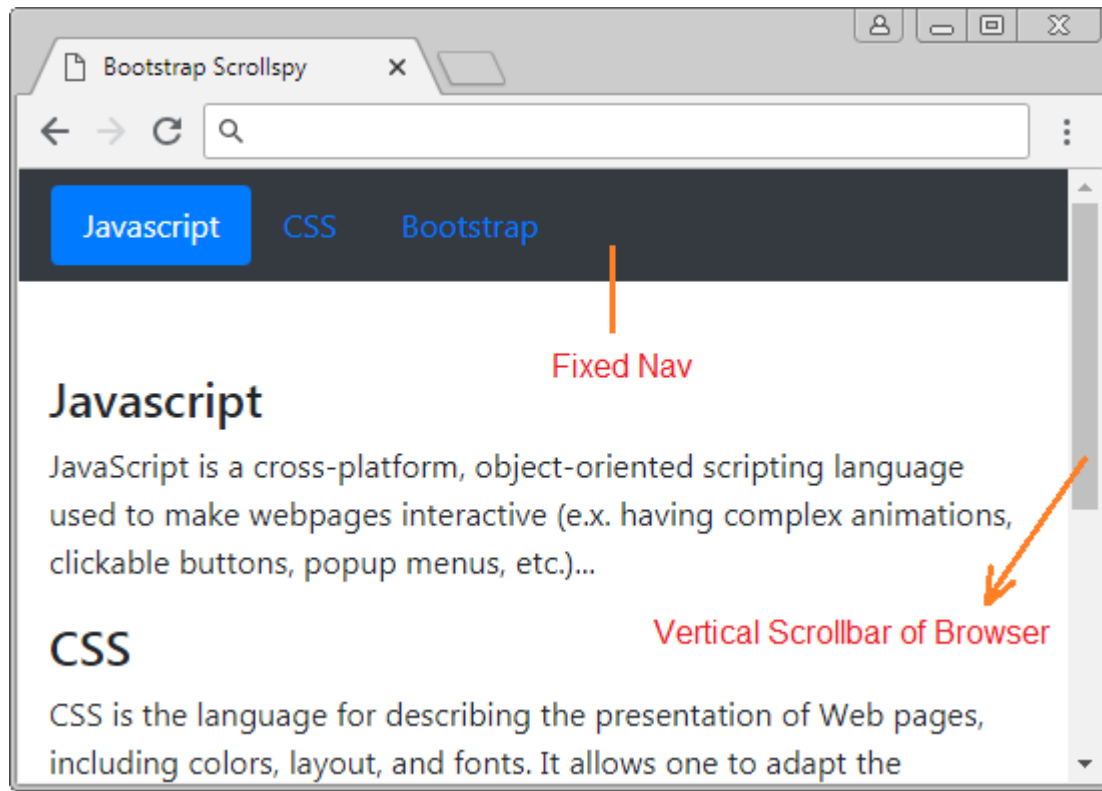 Bootstrap Scrollspy
Javascript CSS Bootstrap
Fixed Nav
Javascript
JavaScript is a cross-platform, object-oriented scripting language
used to make webpages interactive (e.x. having complex animations,
clickable buttons, popup menus, etc.)...
Vertical Scrollbar of Browser
CSS
CSS is the language for describing the presentation of Web pages,
including colors, layout, and fonts. It allows one to adapt the